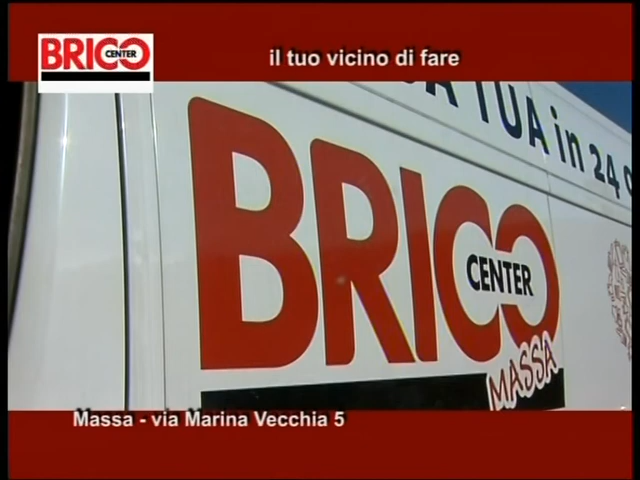 BRICO CENTER
il tuo vicino di fare
TUA in 24
BRICO CENTER
MASSA
Massa - via Marina Vecchia 5